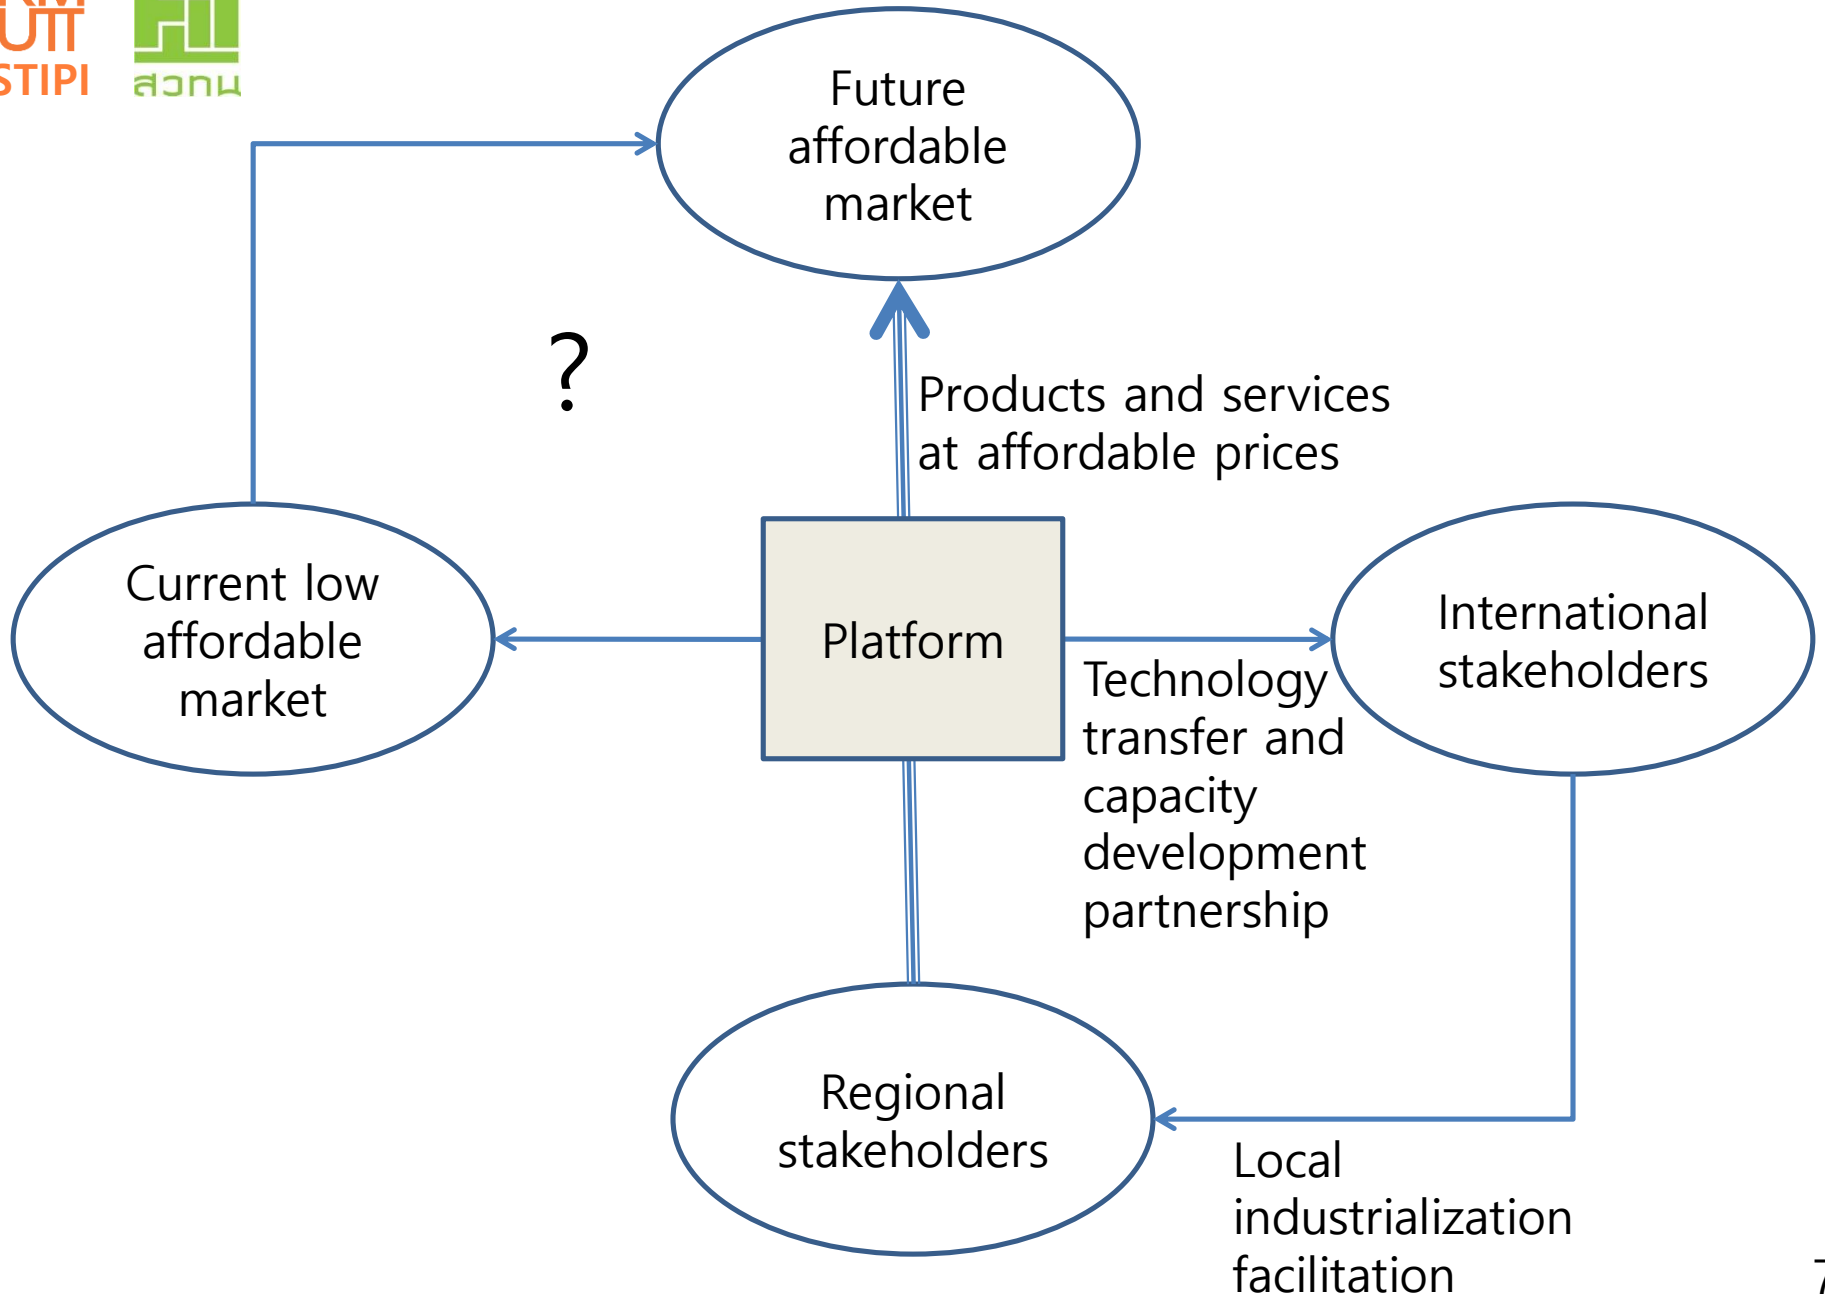 UTT
STIPI
สวทน
Future
affordable
market
?
Products and services
at affordable prices
Current low
affordable
market
Platform
International
stakeholders
Technology
transfer and
capacity
development
partnership
Regional
stakeholders
Local
industrialization
facilitation